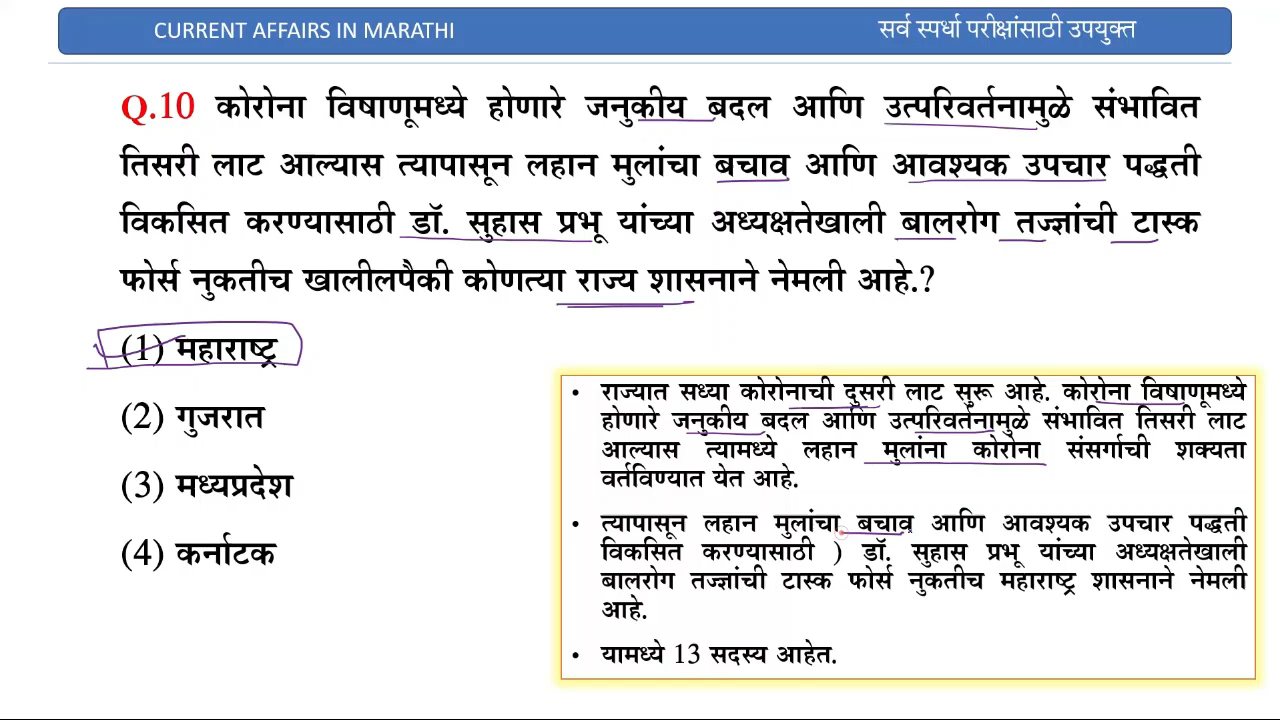 CURRENT AFFAIRS IN MARATHI
सर्व स्पर्धा परीक्षांसाठी उपयुक्त
Q.10 कोरोना विषाणूमध्ये होणारे जनुकीय बदल आणि उत्परिवर्तनामुळे संभावित
तिसरी लाट आल्यास त्यापासून लहान मुलांचा बचाव आणि आवश्यक उपचार पद्धती
विकसित करण्यासाठी डॉ. सुहास प्रभू यांच्या अध्यक्षतेखाली बालरोग तज्ज्ञांची टास्क
फोर्स नुकतीच खालीलपैकी कोणत्या राज्य शासनाने नेमली आहे.?
(1) महाराष्ट्र
(2) गुजरात
(3) मध्यप्रदेश
(4) कर्नाटक
• राज्यात सध्या कोरोनाची दुसरी लाट सुरू आहे. कोरोना विषाणूमध्ये
होणारे जनुकीय बदल आणि उत्परिवर्तनामुळे संभावित तिसरी लाट
आल्यास त्यामध्ये लहान मुलांना कोरोना संसर्गाची शक्यता
वर्तविण्यात येत आहे.
• त्यापासून लहान मुलांचा बचाव आणि आवश्यक उपचार पद्धती
विकसित करण्यासाठी ) डॉ. सुहास प्रभू यांच्या अध्यक्षतेखाली
बालरोग तज्ज्ञांची टास्क फोर्स नुकतीच महाराष्ट्र शासनाने नेमली
आहे.
• यामध्ये 13 सदस्य आहेत.